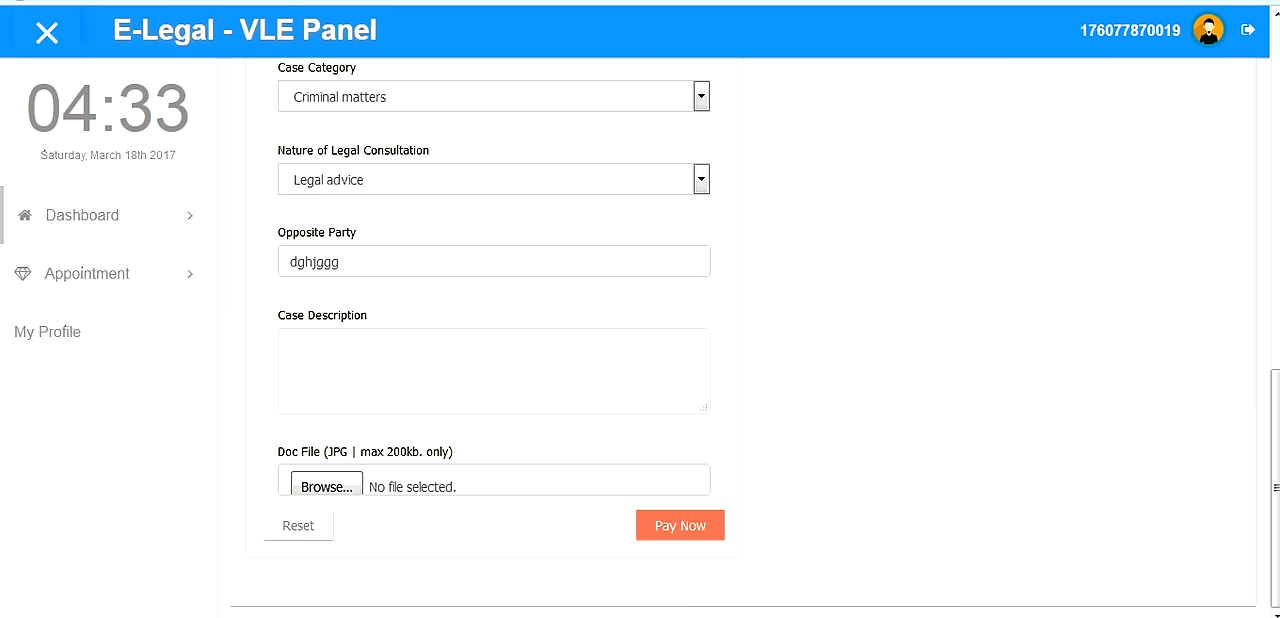 E-Legal - VLE Panel
176077870019
04:33
Saturday, March 18th 2017
Dashboard
Appointment
My Profile
Case Category
Criminal matters
Nature of Legal Consultation
Legal advice
Opposite Party
dghjggg
Case Description
Doc File (JPG | max 200kb. only)
Browse... No file selected.
Reset
Pay Now